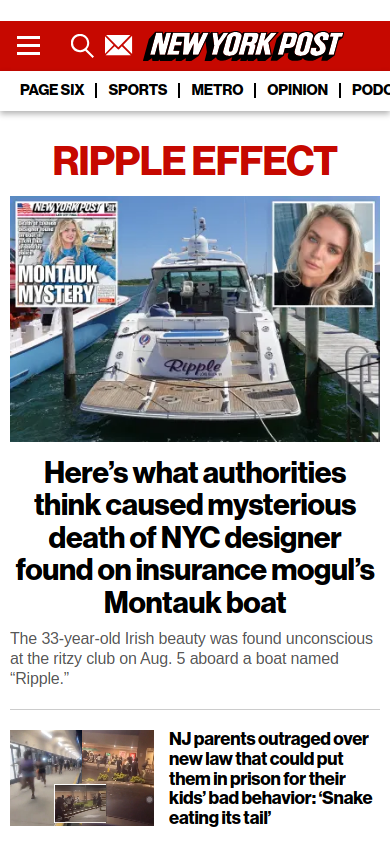 NEW YORK POST
PAGE SIX
SPORTS
METRO
OPINION
PODC
RIPPLE EFFECT
NEW YORK POST
MONTAUK
MYSTERY
Ripple
Here’s what authorities
think caused mysterious
death of NYC designer
found on insurance mogul’s
Montauk boat
The 33-year-old Irish beauty was found unconscious
at the ritzy club on Aug. 5 aboard a boat named
“Ripple.”
NJ parents outraged over
new law that could put
them in prison for their
kids’ bad behavior: ‘Snake
eating its tail’